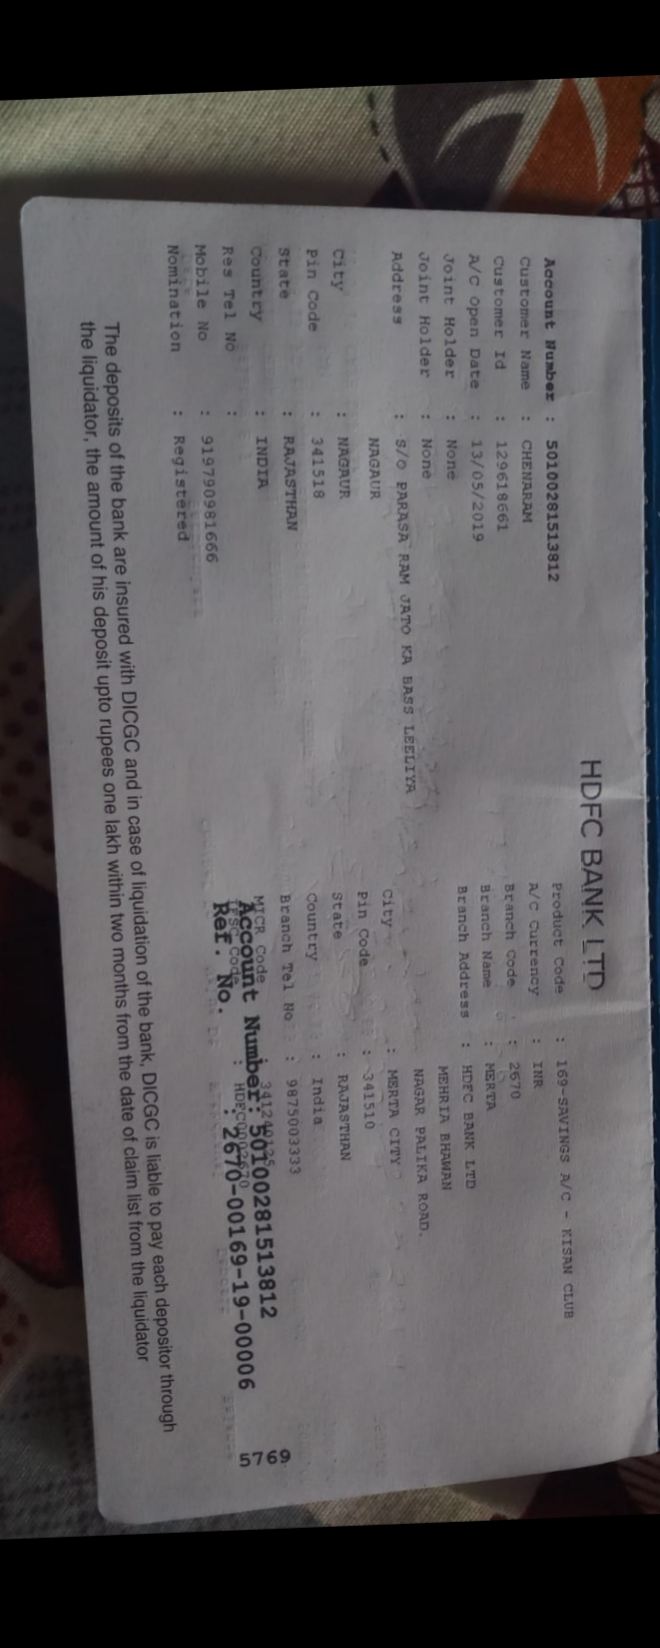 HDFC BANK LTD
Account Number : 50100281513812
Customer Name : CHENARAM
Customer Id : 129618661
A/C Open Date : 13/05/2019
Joint Holder : None
Joint Holder : None
Address : S/O PARASA RAM JATO KA BASS LEELIYA
NAGAUR
City : NAGAUR
Pin Code : 341518
State : RAJASTHAN
Country : INDIA
Res Tel No :
Mobile No : 919790981666
Nomination : Registered
Product Code : 169-SAVINGS A/C - KISAN CLUB
A/C Currency : INR
Branch Code : 2670
Branch Name : MERTA
Branch Address : HDFC BANK LTD
MEHRIA BHAWAN
NAGAR PALIKA ROAD.
City : MERTA CITY
Pin Code : 341510
State : RAJASTHAN
Country : India
Branch Tel No : 9875003333
MICR Code
Account Number: 50100281513812
IFSC Code : HDFC0002670
Ref. No. : 2670-00169-19-00006
5769
The deposits of the bank are insured with DICGC and in case of liquidation of the bank, DICGC is liable to pay each depositor through
the liquidator, the amount of his deposit upto rupees one lakh within two months from the date of claim list from the liquidator